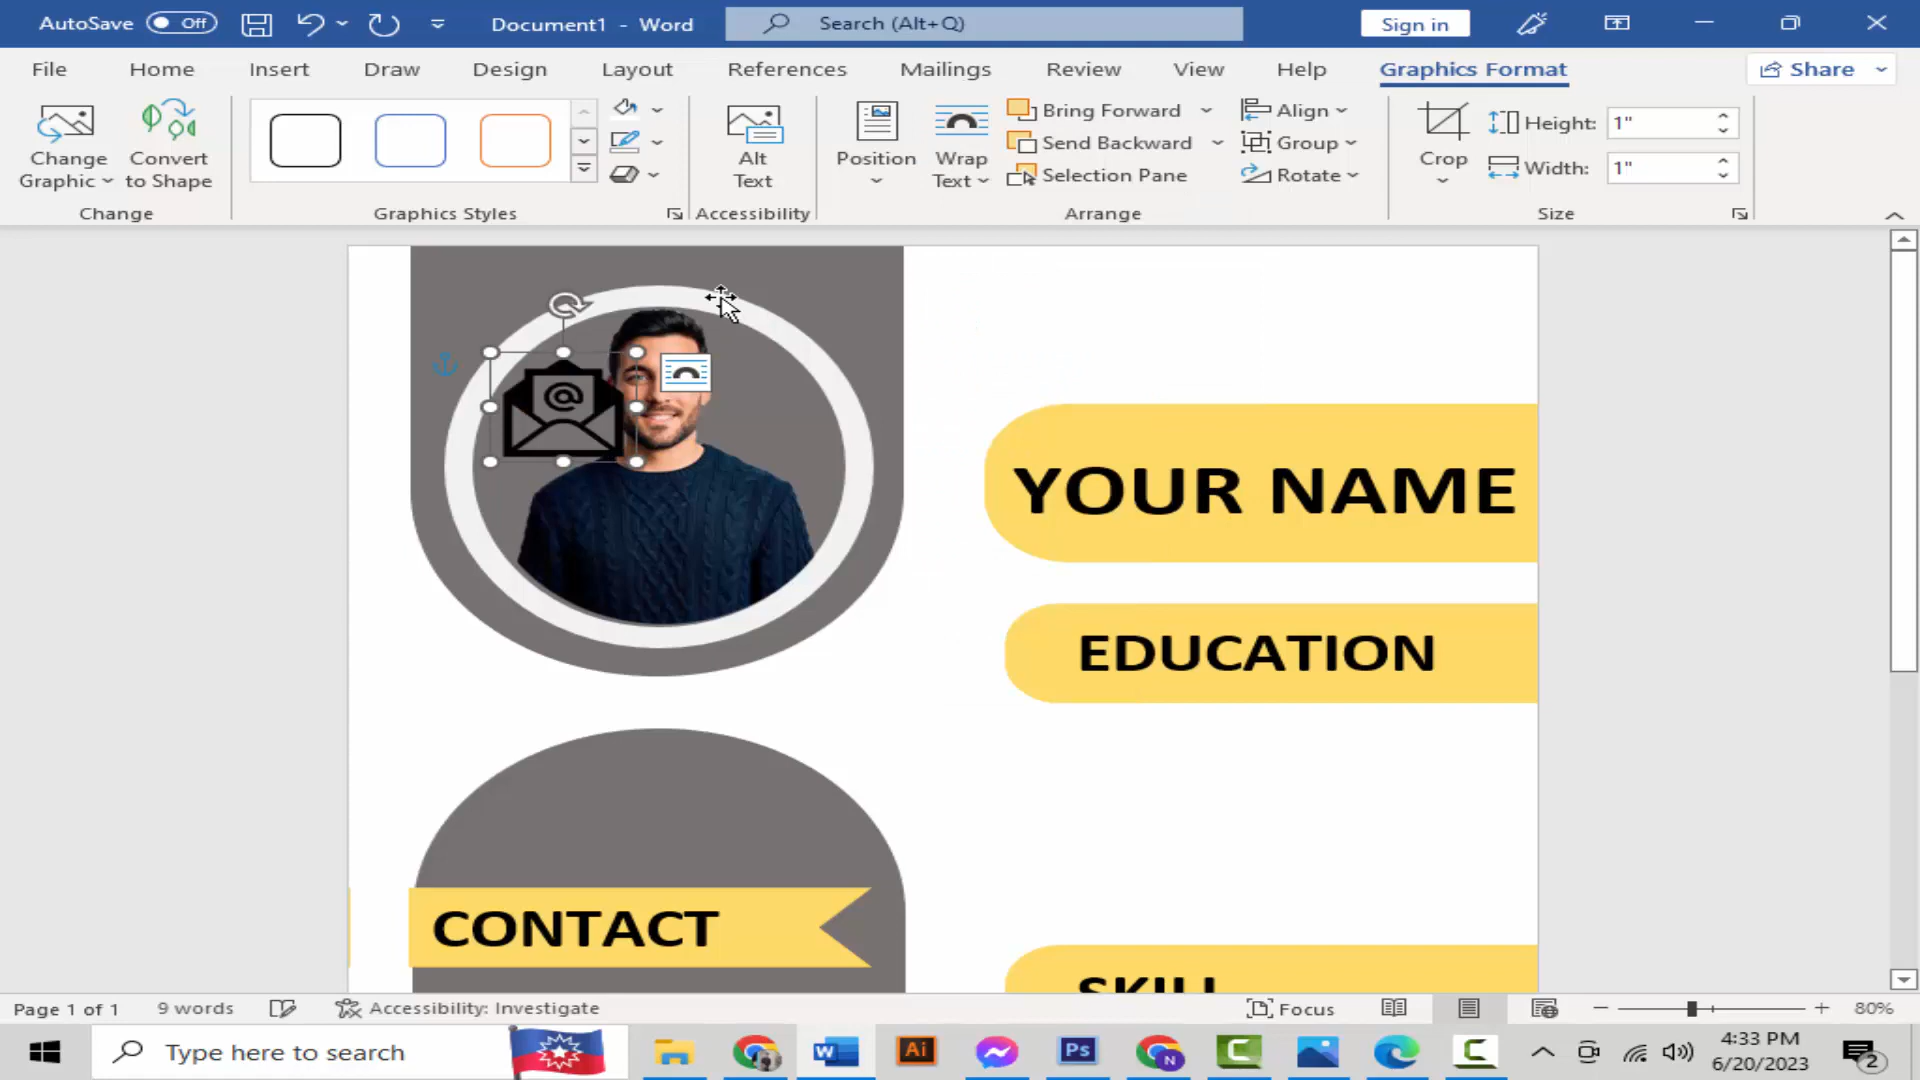 AutoSave Off Document1 - Word Search (Alt+Q) Sign in
File Home Insert Draw Design Layout References Mailings Review View Help Graphics Format Share
Change Graphic
Convert to Shape
Change
Graphics Styles
Alt Text
Accessibility
Position
Wrap Text
Bring Forward
Send Backward
Selection Pane
Align
Group
Rotate
Arrange
Crop
Height: 1"
Width: 1"
Size
@
YOUR NAME
EDUCATION
CONTACT
SKILL
Page 1 of 1 9 words Accessibility: Investigate Focus 80%
Type here to search
W Ai Ps N C C
4:33 PM
6/20/2023
2